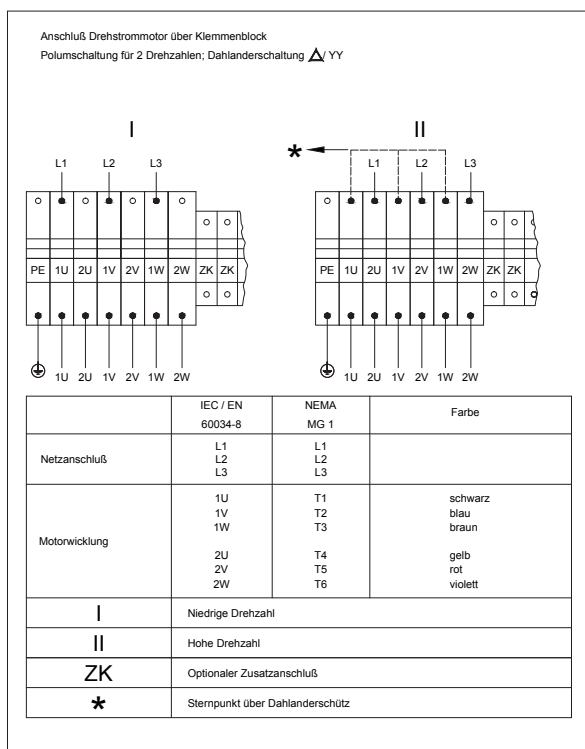 Anschluß Drehstrommotor über Klemmenblock
Polumschaltung für 2 Drehzahlen; Dahlanderschaltung △/ YY
I
II
*
L1 L2 L3
L1 L2 L3
PE 1U 2U 1V 2V 1W 2W ZK ZK
PE 1U 2U 1V 2V 1W 2W ZK ZK
1U 2U 1V 2V 1W 2W
1U 2U 1V 2V 1W 2W
IEC / EN NEMA Farbe
60034-8 MG 1
Netzanschluß
L1 L1
L2 L2
L3 L3
Motorwicklung
1U T1 schwarz
1V T2 blau
1W T3 braun
2U T4 gelb
2V T5 rot
2W T6 violett
I Niedrige Drehzahl
II Hohe Drehzahl
ZK Optionaler Zusatzanschluß
* Sternpunkt über Dahlanderschütz